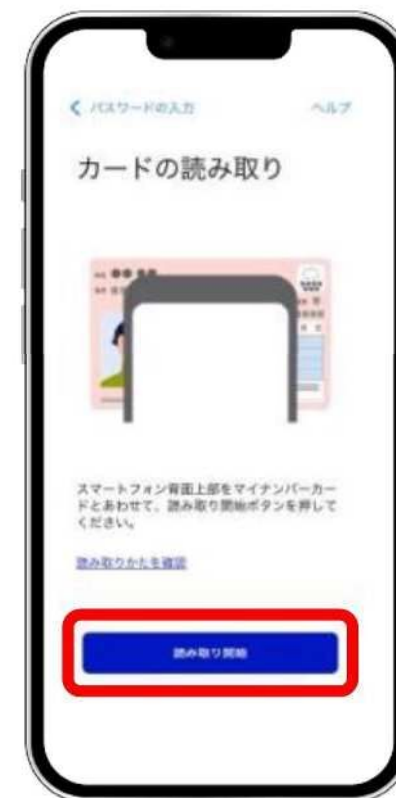 パスワードの入力
ヘルプ
カードの読み取り
スマートフォン背面上部をマイナンバーカー
ドとあわせて、読み取り開始ボタンを押して
ください。
読み取りかたを確認
読み取り開始